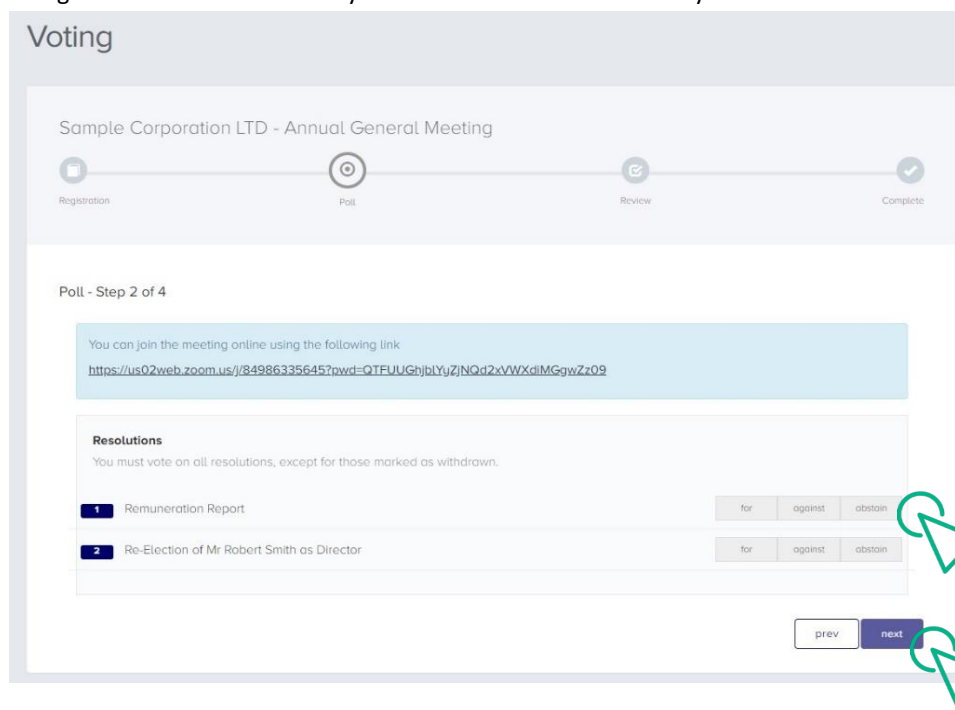 Voting
Sample Corporation LTD - Annual General Meeting
Registration Poll Review Complete
Poll - Step 2 of 4
You can join the meeting online using the following link
https://us02web.zoom.us/j/84986335645?pwd=QTFUUGhjblYyZjNQd2xVWXdiMGgwZz09
Resolutions
You must vote on all resolutions, except for those marked as withdrawn.
1 Remuneration Report for against abstain
2 Re-Election of Mr Robert Smith as Director for against abstain
prev next